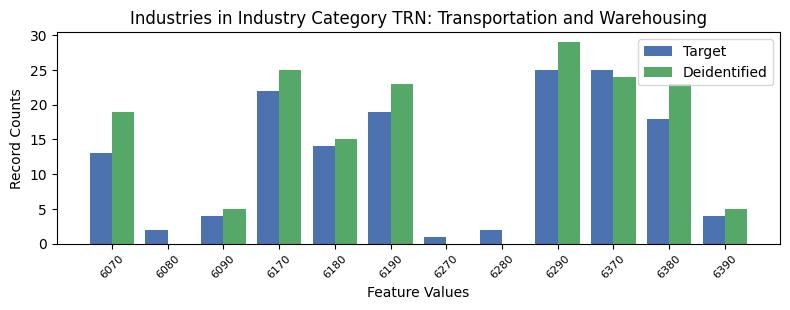 Industries in Industry Category TRN: Transportation and Warehousing
Target
Deidentified
Record Counts
30
25
20
15
10
5
0
6070 6080 6090 6170 6180 6190 6270 6280 6290 6370 6380 6390
Feature Values